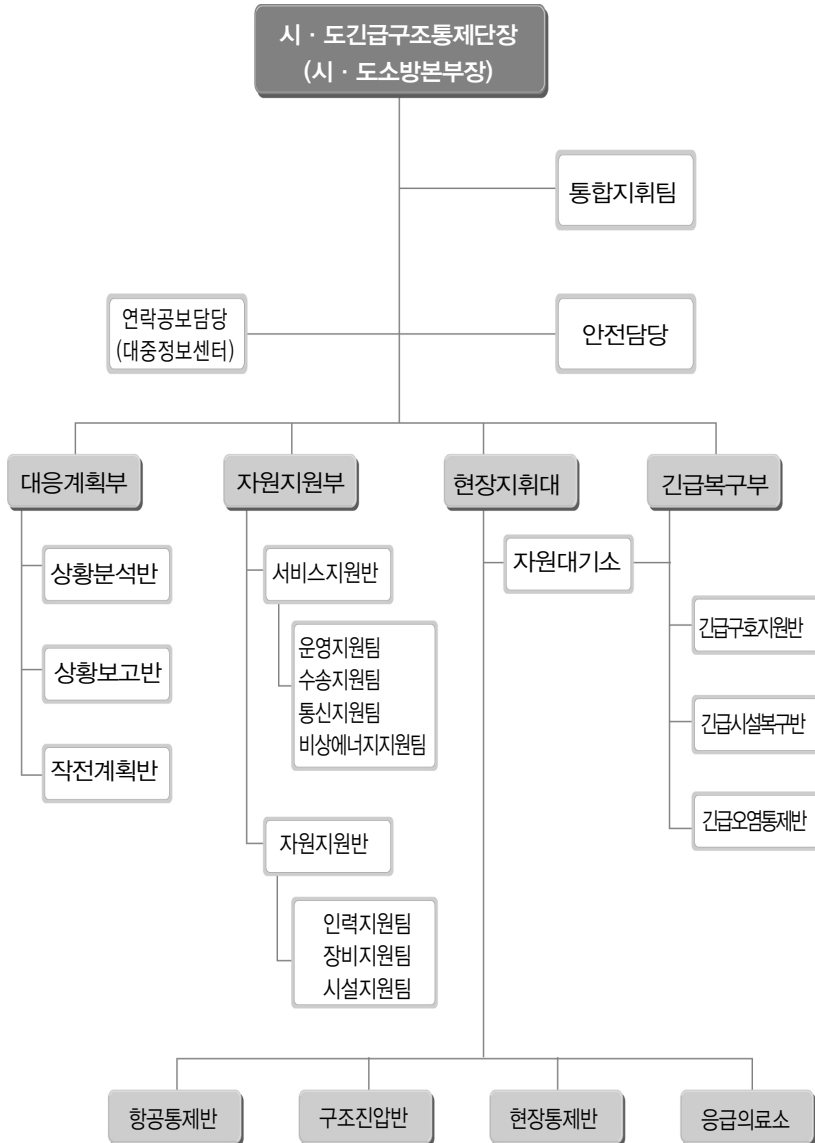 시 · 도긴급구조통제단장
(시 · 도소방본부장)
통합지휘팀
연락공보담당
(대중정보센터)
안전담당
대응계획부
자원지원부
현장지휘대
긴급복구부
상황분석반
상황보고반
작전계획반
서비스지원반
운영지원팀
수송지원팀
통신지원팀
비상에너지지원팀
자원지원반
인력지원팀
장비지원팀
시설지원팀
자원대기소
긴급구호지원반
긴급시설복구반
긴급오염통제반
항공통제반
구조진압반
현장통제반
응급의료소